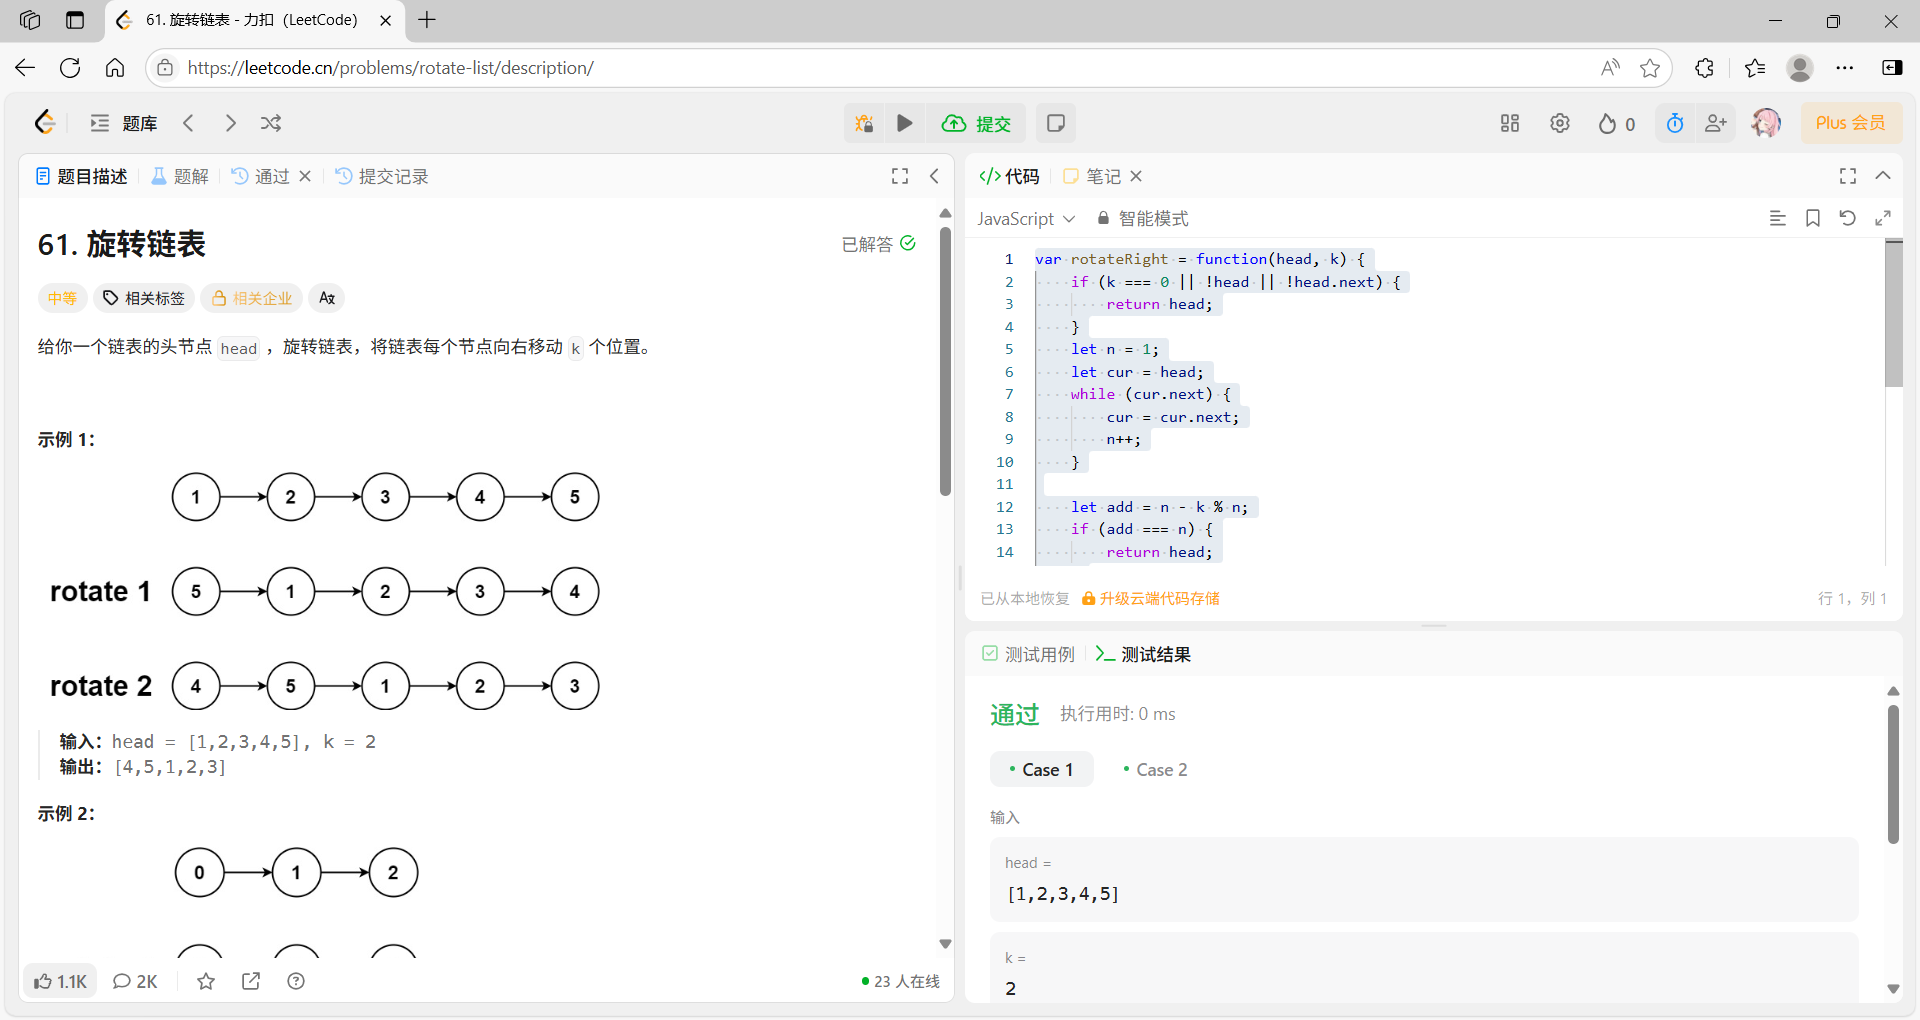 61. 旋转链表 - 力扣（LeetCode）
https://leetcode.cn/problems/rotate-list/description/
题库
提交
0
Plus 会员
题目描述
题解
通过
提交记录
61. 旋转链表
已解答
中等
相关标签
相关企业
给你一个链表的头节点 head ，旋转链表，将链表每个节点向右移动 k 个位置。
示例 1：
1 2 3 4 5
rotate 1 5 1 2 3 4
rotate 2 4 5 1 2 3
输入：head = [1,2,3,4,5], k = 2
输出：[4,5,1,2,3]
示例 2：
0 1 2
1.1K
2K
23 人在线
</> 代码
笔记
JavaScript
智能模式
1 var rotateRight = function(head, k) {
2 if (k === 0 || !head || !head.next) {
3 return head;
4 }
5 let n = 1;
6 let cur = head;
7 while (cur.next) {
8 cur = cur.next;
9 n++;
10 }
11
12 let add = n - k % n;
13 if (add === n) {
14 return head;
已从本地恢复
升级云端代码存储
行 1，列 1
测试用例
测试结果
通过
执行用时: 0 ms
Case 1
Case 2
输入
head =
[1,2,3,4,5]
k =
2